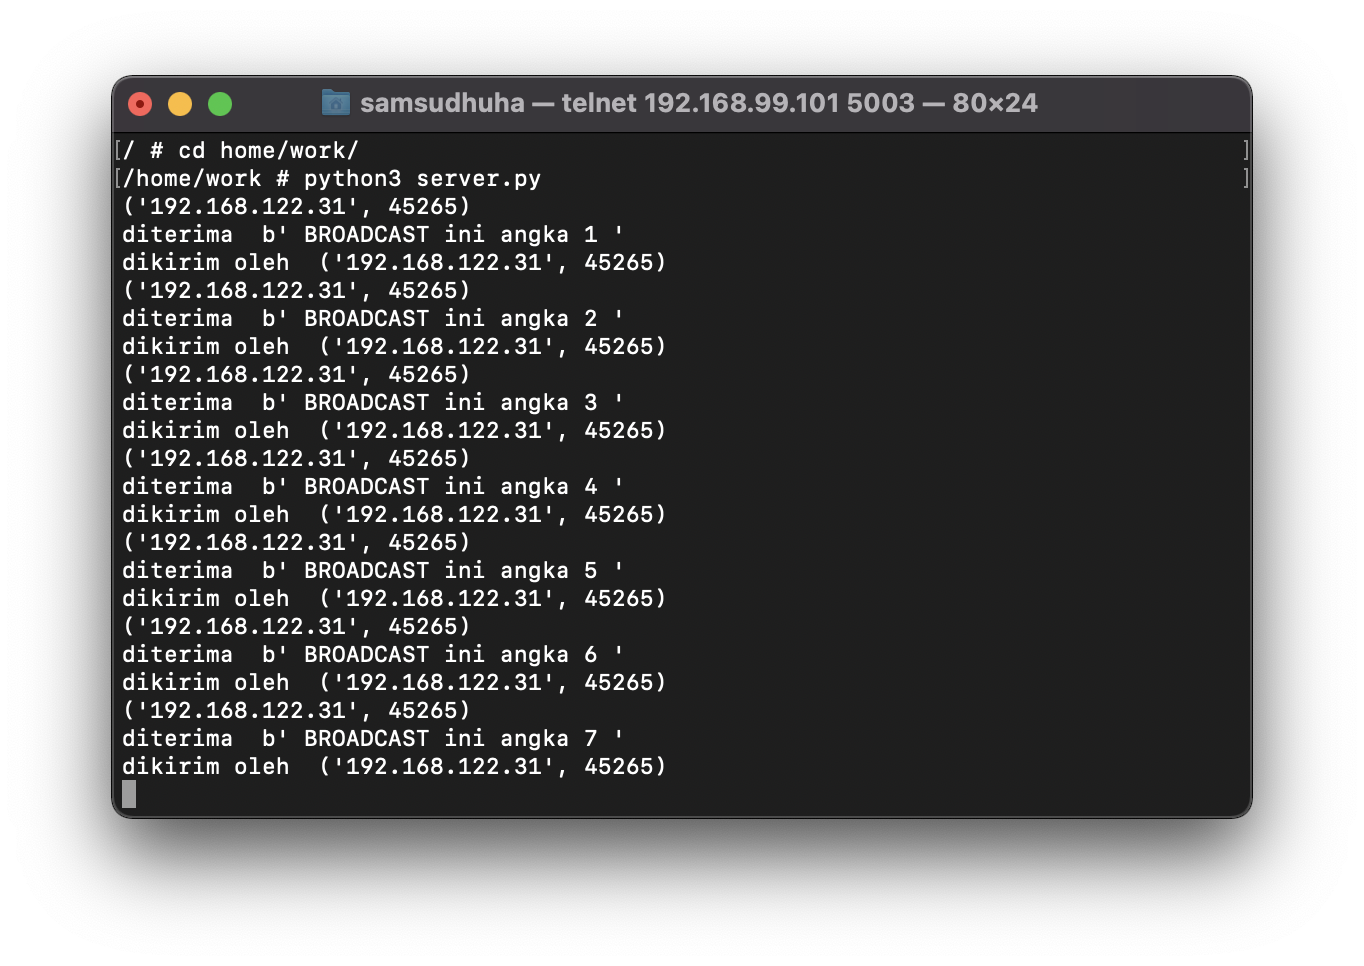 samsudhuha — telnet 192.168.99.101 5003 — 80×24
[/ # cd home/work/ ]
[/home/work # python3 server.py ]
('192.168.122.31', 45265)
diterima  b' BROADCAST ini angka 1 '
dikirim oleh  ('192.168.122.31', 45265)
('192.168.122.31', 45265)
diterima  b' BROADCAST ini angka 2 '
dikirim oleh  ('192.168.122.31', 45265)
('192.168.122.31', 45265)
diterima  b' BROADCAST ini angka 3 '
dikirim oleh  ('192.168.122.31', 45265)
('192.168.122.31', 45265)
diterima  b' BROADCAST ini angka 4 '
dikirim oleh  ('192.168.122.31', 45265)
('192.168.122.31', 45265)
diterima  b' BROADCAST ini angka 5 '
dikirim oleh  ('192.168.122.31', 45265)
('192.168.122.31', 45265)
diterima  b' BROADCAST ini angka 6 '
dikirim oleh  ('192.168.122.31', 45265)
('192.168.122.31', 45265)
diterima  b' BROADCAST ini angka 7 '
dikirim oleh  ('192.168.122.31', 45265)